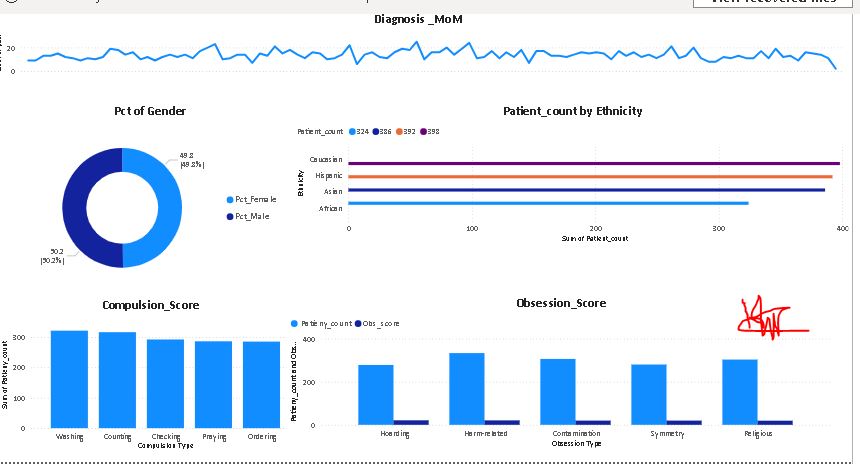 View recovered files
Diagnosis _MoM
20
0
Pct of Gender
49.8
(49.8%)
50.2
(50.2%)
Pct_Female
Pct_Male
Patient_count by Ethnicity
Patient_count 324 386 392 398
Ethnicity
Caucasian
Hispanic
Asian
African
0 100 200 300 400
Sum of Patient_count
Compulsion_Score
Sum of Patieny_count
300
200
100
0
Washing Counting Checking Praying Ordering
Compulsion Type
Obsession_Score
Patieny_count Obs_score
Patieny_count and Obs...
400
200
0
Hoarding Harm-related Contamination Symmetry Religious
Obsession Type